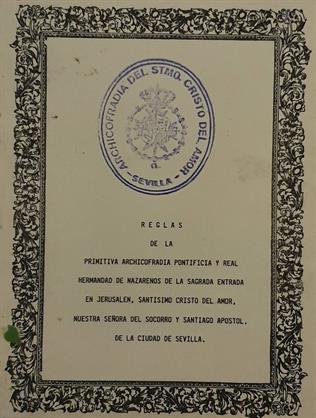 ARCHICOFRADIA DEL STMO. CRISTO DEL AMOR
- SEVILLA -
REGLAS
DE LA
PRIMITIVA ARCHICOFRADIA PONTIFICIA Y REAL
HERMANDAD DE NAZARENOS DE LA SAGRADA ENTRADA
EN JERUSALEN, SANTISIMO CRISTO DEL AMOR,
NUESTRA SEÑORA DEL SOCORRO Y SANTIAGO APOSTOL.
DE LA CIUDAD DE SEVILLA.